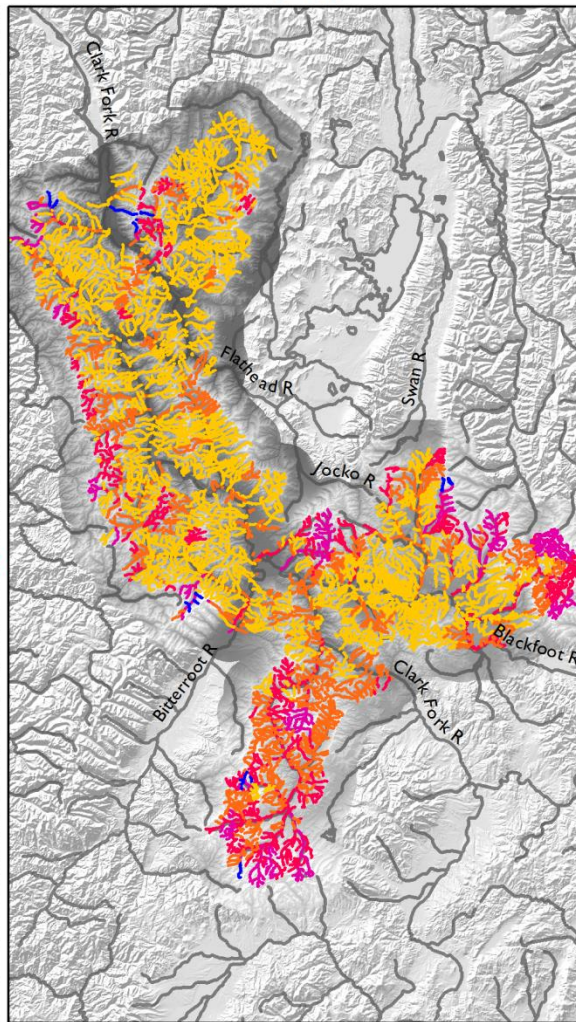 Clark Fork R
Flathead R
Swan R
Jocko R
Blackfoot R
Clark Fork R
Bitterroot R